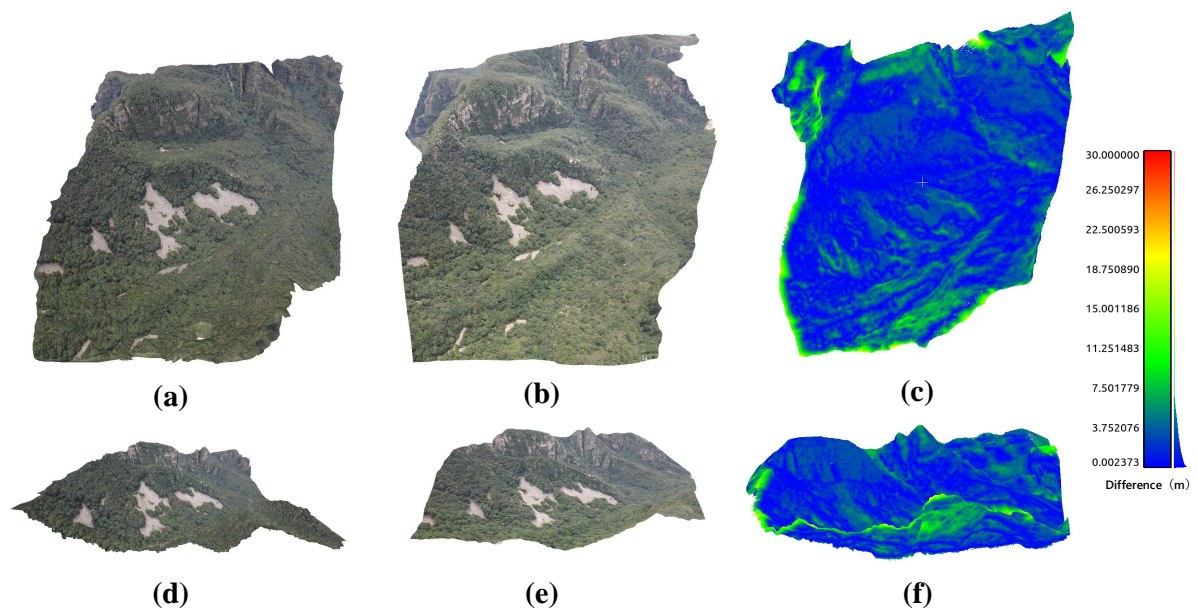 (a)
(b)
(c)
30.000000
26.250297
22.500593
18.750890
15.001186
11.251483
7.501779
3.752076
0.002373
Difference (m)
(d)
(e)
(f)